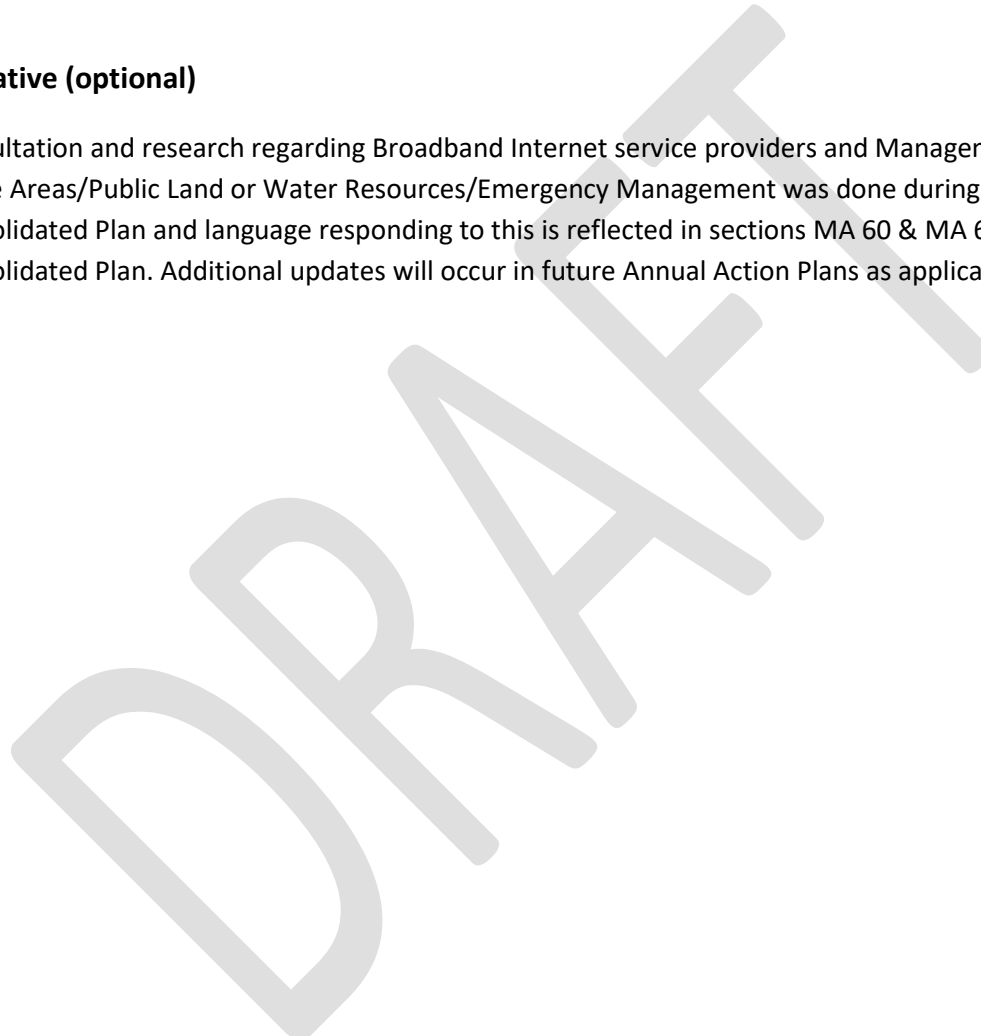 ative (optional)
ultation and research regarding Broadband Internet service providers and Manager
e Areas/Public Land or Water Resources/Emergency Management was done during
olidated Plan and language responding to this is reflected in sections MA 60 & MA 6
olidated Plan. Additional updates will occur in future Annual Action Plans as applica
DRAFT